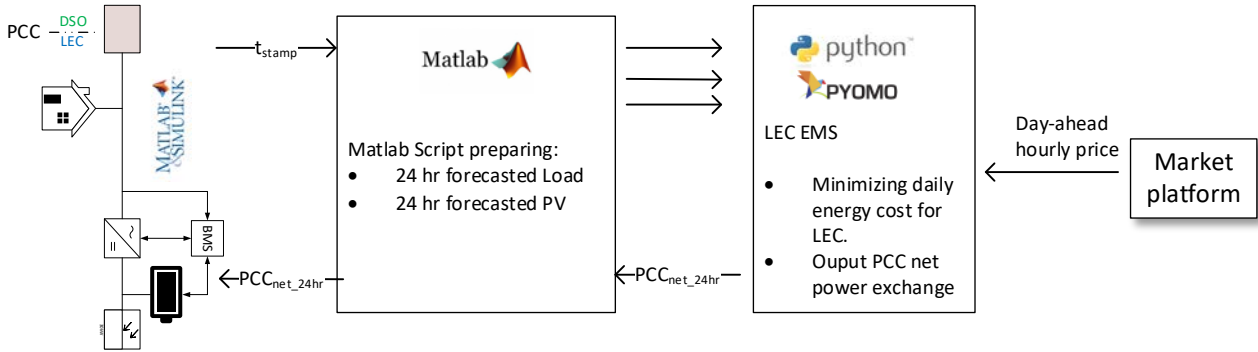 PCC
DSO
LEC
MATLAB®
&SIMULINK®
BMS
t_stamp
PCC_net_24hr
Matlab
Matlab Script preparing:
• 24 hr forecasted Load
• 24 hr forecasted PV
PCC_net_24hr
python™
PYOMO
LEC EMS
• Minimizing daily
energy cost for
LEC.
• Ouput PCC net
power exchange
Day-ahead
hourly price
Market
platform